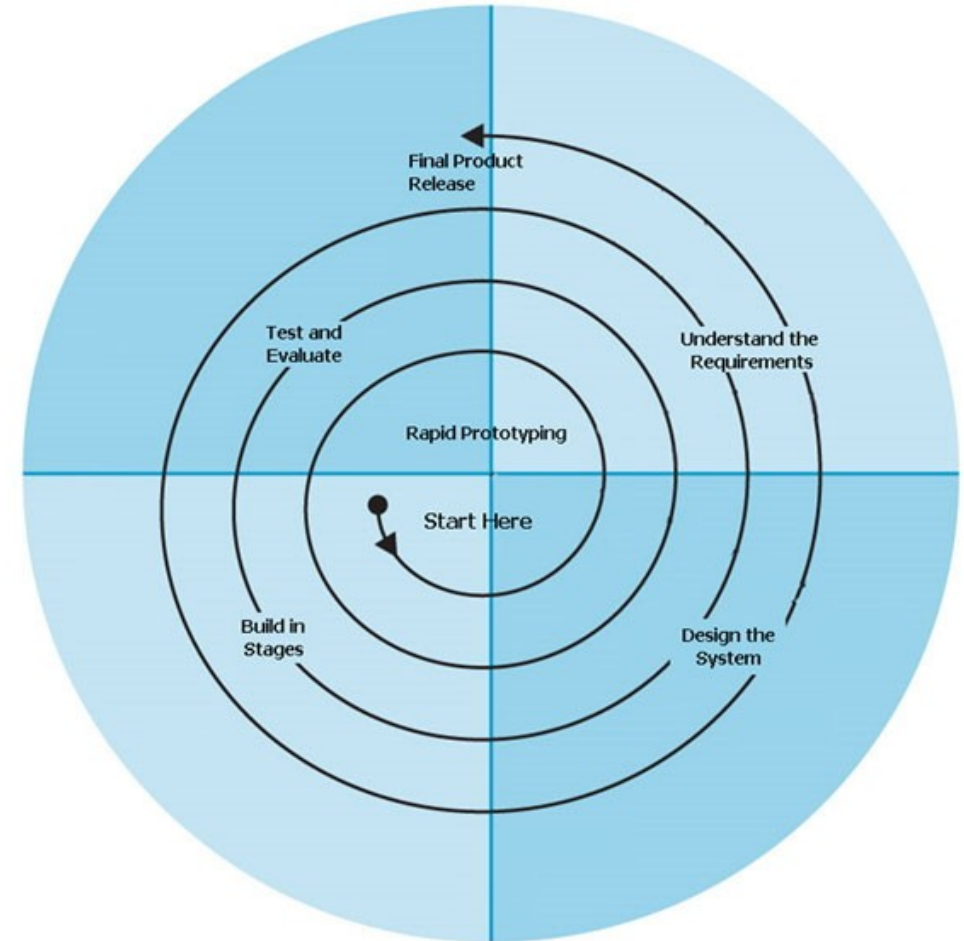 Final Product
Release
Test and
Evaluate
Understand the
Requirements
Rapid Prototyping
Start Here
Build in
Stages
Design the
System